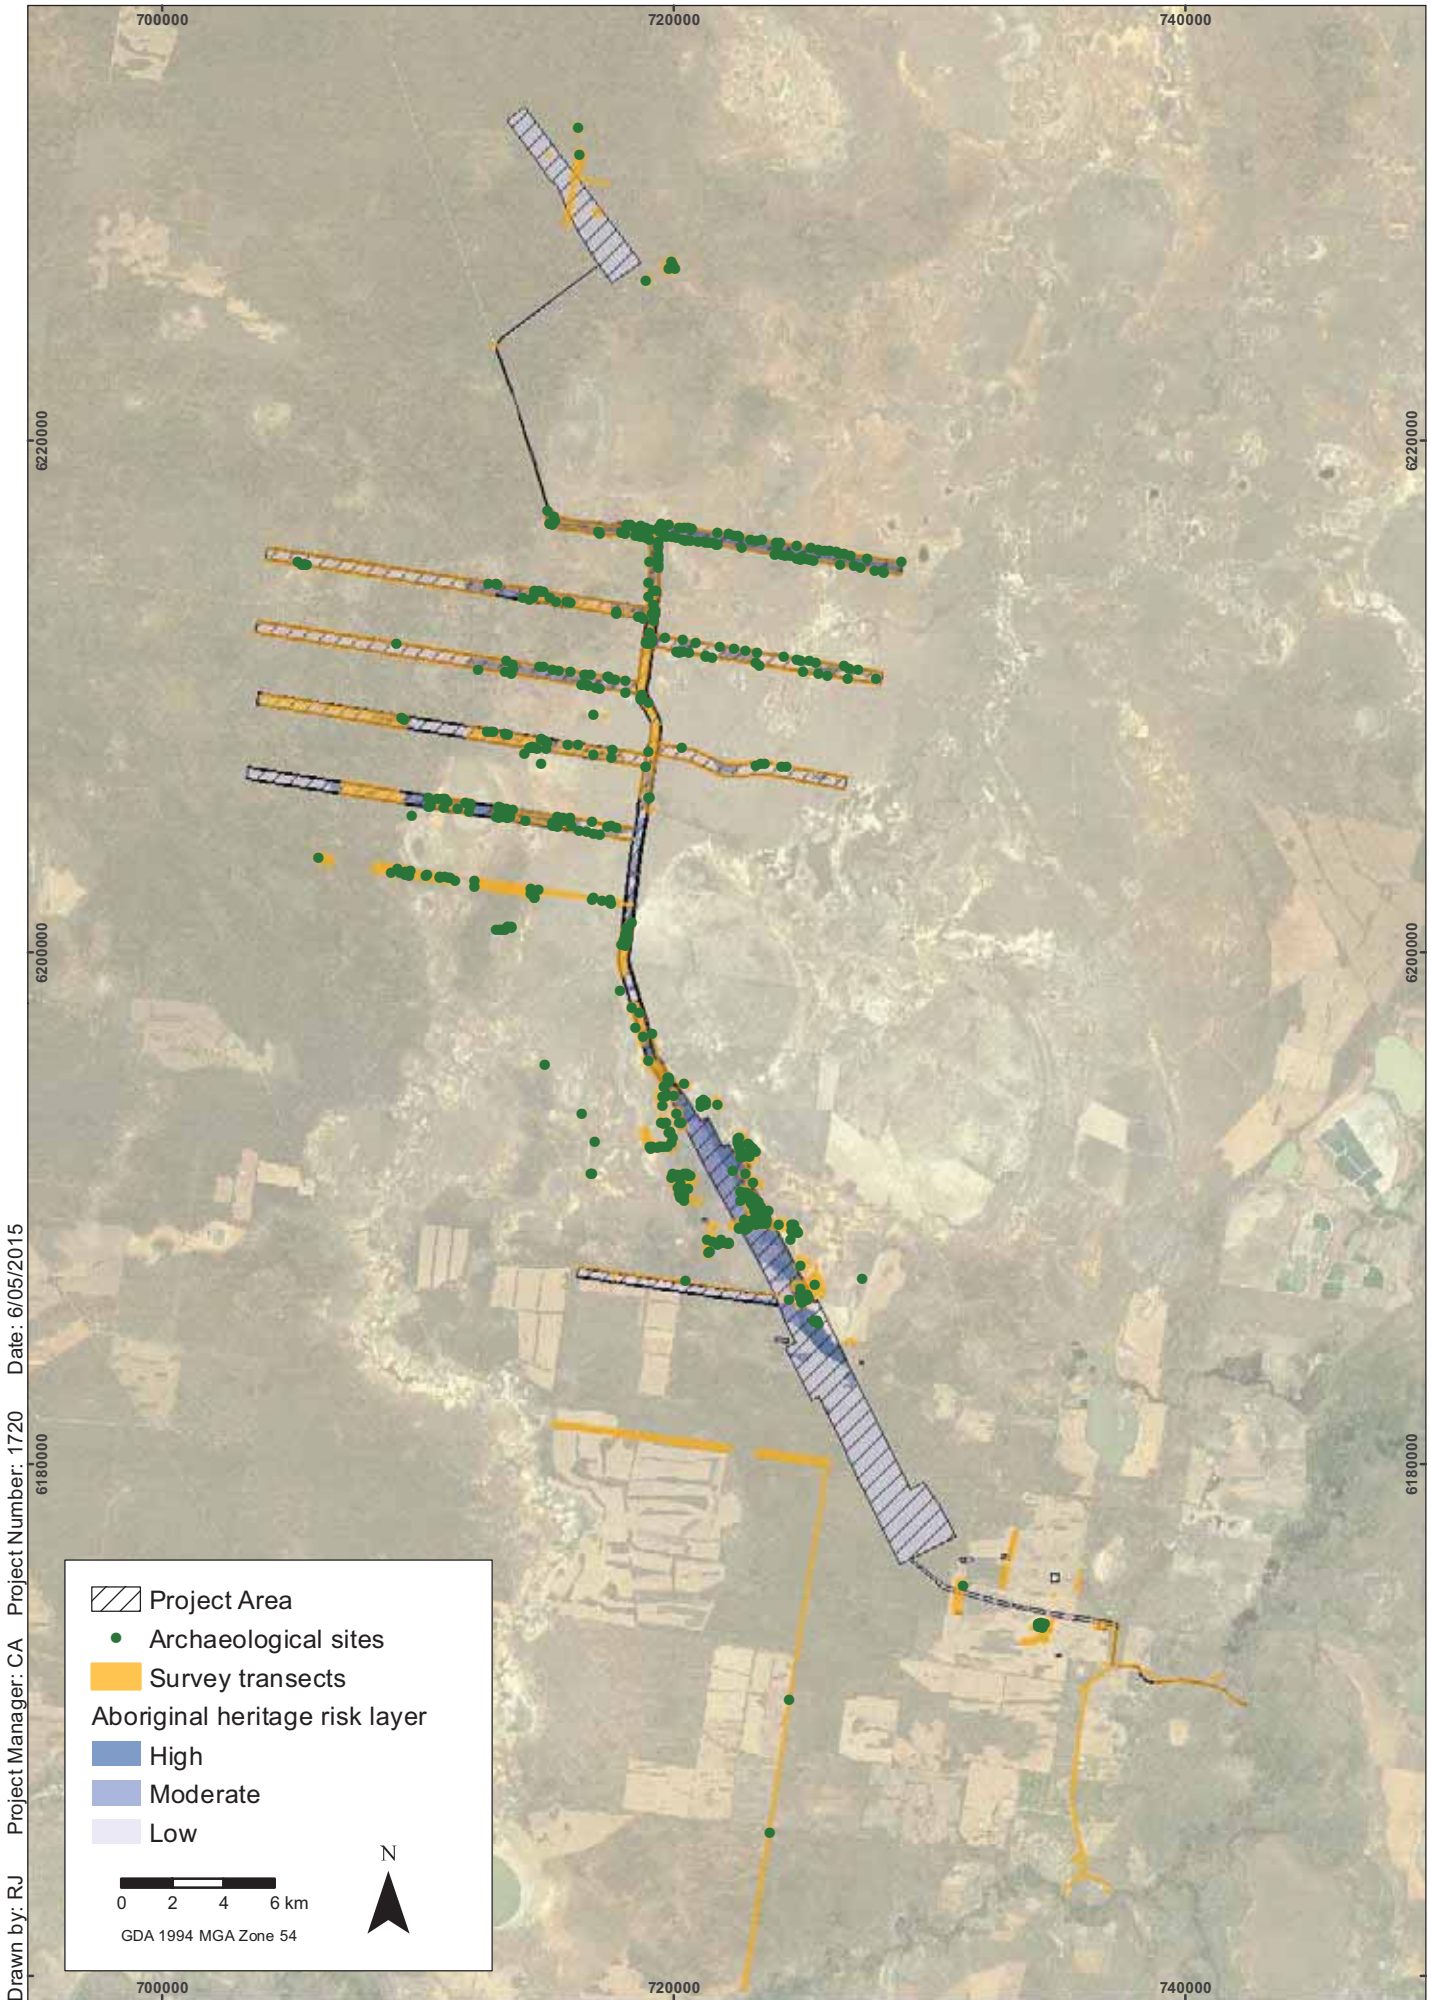 700000 720000 740000
6220000 6220000
6200000 6200000
6180000 6180000
Drawn by: RJ Project Manager: CA Project Number: 1720 Date: 6/05/2015
Project Area
Archaeological sites
Survey transects
Aboriginal heritage risk layer
High
Moderate
Low
N
0 2 4 6 km
GDA 1994 MGA Zone 54
700000 720000 740000